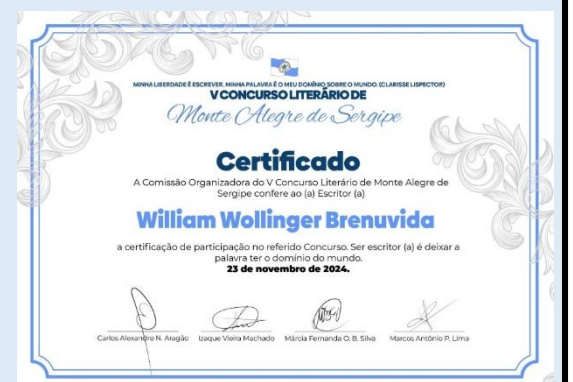 MINHA LIBERDADE É ESCREVER. MINHA PALAVRA É O MEU DOMÍNIO SOBRE O MUNDO. (CLARISSE LISPECTOR)
V CONCURSO LITERÁRIO DE
Monte Alegre de Sergipe
Certificado
A Comissão Organizadora do V Concurso Literário de Monte Alegre de
Sergipe confere ao (a) Escritor (a)
William Wollinger Brenuvida
a certificação de participação no referido Concurso. Ser escritor (a) é deixar a
palavra ter o domínio do mundo.
23 de novembro de 2024.
Carlos Alexandre N. Aragão Izaque Vieira Machado Márcia Fernanda O. B. Silva Marcos Antônio P. Lima